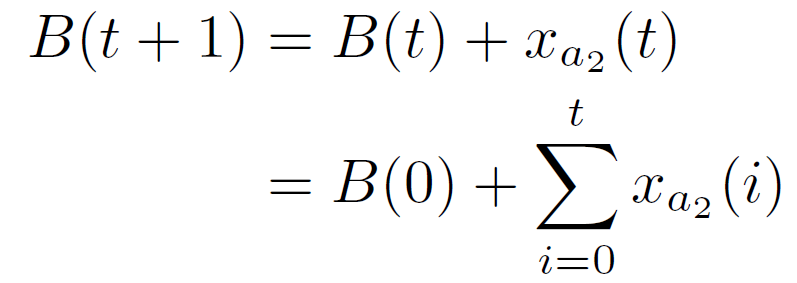 B(t + 1) = B(t) + x_{a_2}(t)
= B(0) + \sum_{i=0}^{t} x_{a_2}(i)